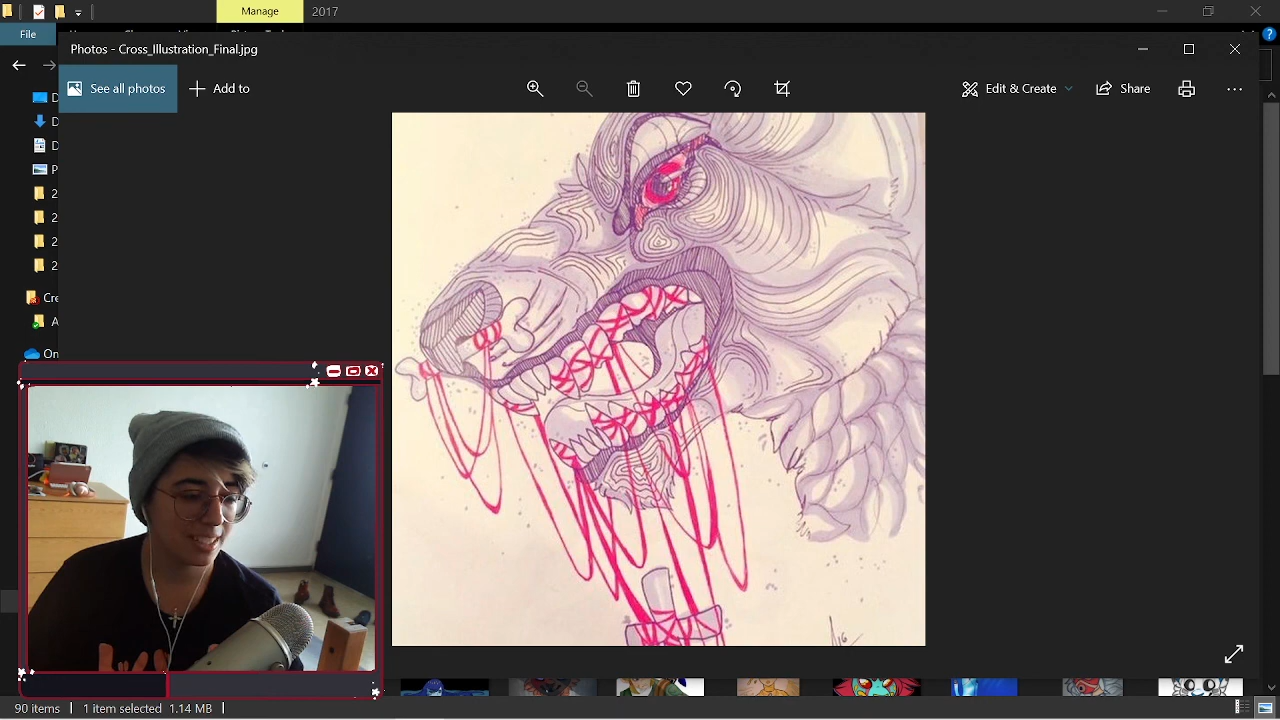 Manage 2017
File
Photos - Cross_Illustration_Final.jpg
See all photos Add to Edit & Create Share
90 items 1 item selected 1.14 MB